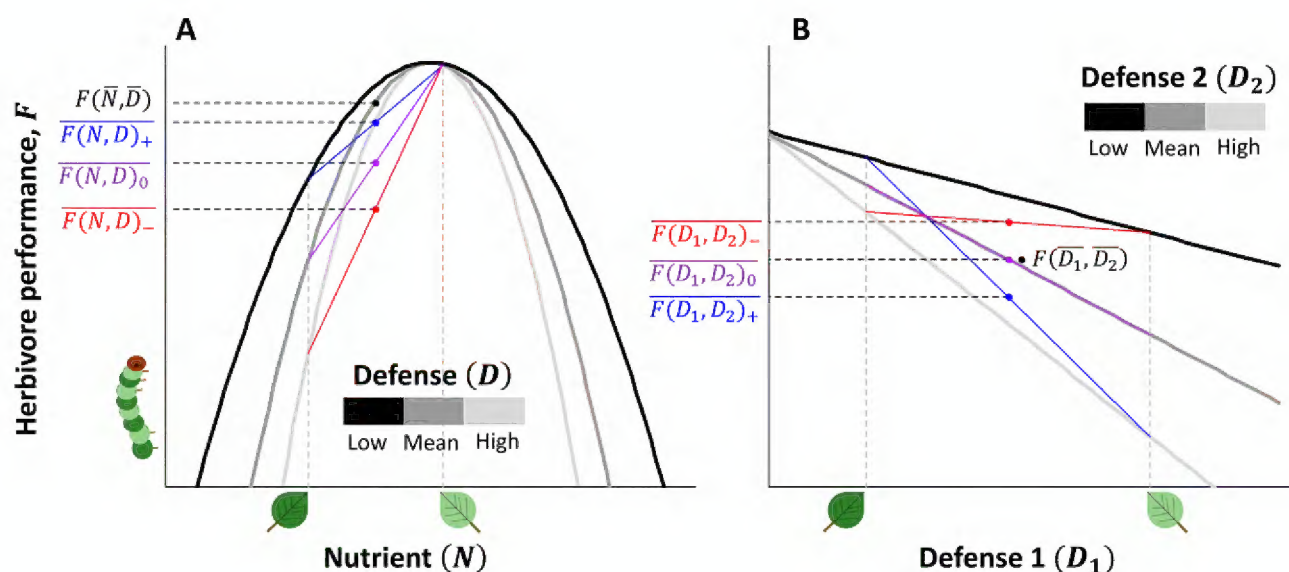 A
B
Herbivore performance, F
F(N̅,D̅)
F(N,D)₊
F(N,D)₀
F(N,D)₋
Defense (D)
Low Mean High
Nutrient (N)
Defense 2 (D₂)
Low Mean High
F(D₁,D₂)₋
F(D₁,D₂)₀
F(D̅₁,D̅₂)
F(D₁,D₂)₊
Defense 1 (D₁)